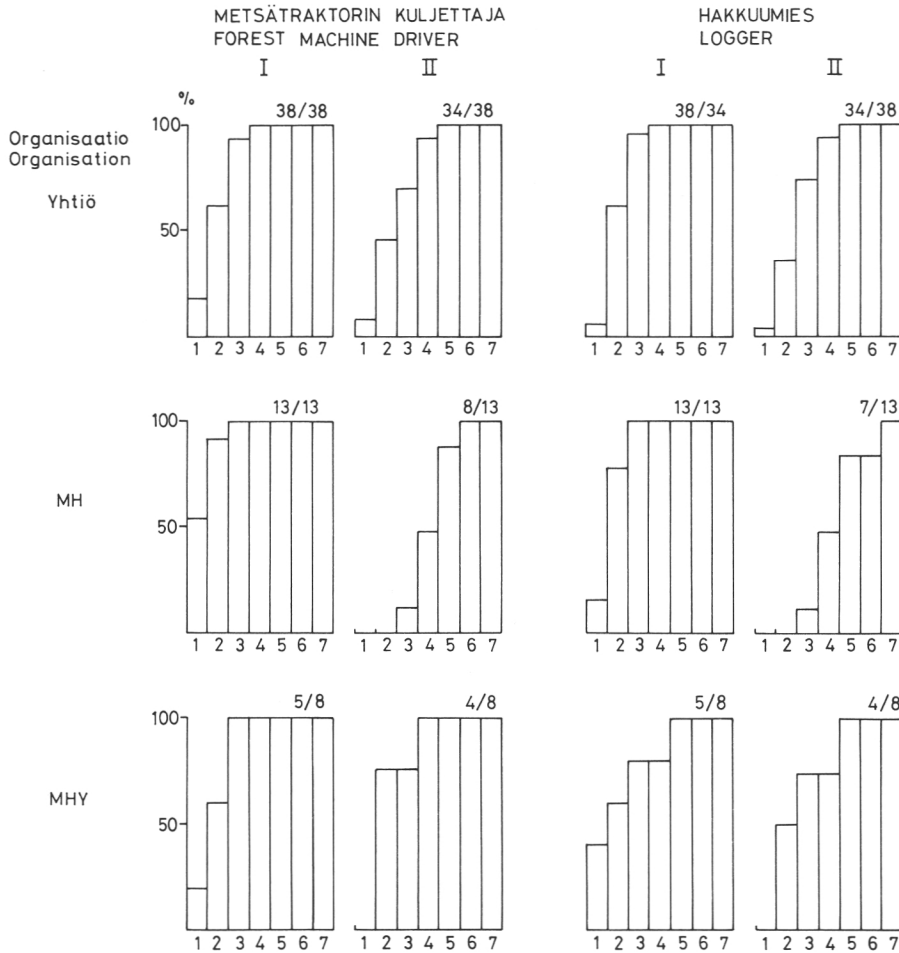 METSÄTRAKTORIN KULJETTAJA
FOREST MACHINE DRIVER
HAKKUUMIES
LOGGER
I II I II
%
Organisaatio
Organisation
Yhtiö
100
50
38/38 34/38 38/34 34/38
1 2 3 4 5 6 7 1 2 3 4 5 6 7 1 2 3 4 5 6 7 1 2 3 4 5 6 7
MH
100
50
13/13 8/13 13/13 7/13
1 2 3 4 5 6 7 1 2 3 4 5 6 7 1 2 3 4 5 6 7 1 2 3 4 5 6 7
MHY
100
50
5/8 4/8 5/8 4/8
1 2 3 4 5 6 7 1 2 3 4 5 6 7 1 2 3 4 5 6 7 1 2 3 4 5 6 7